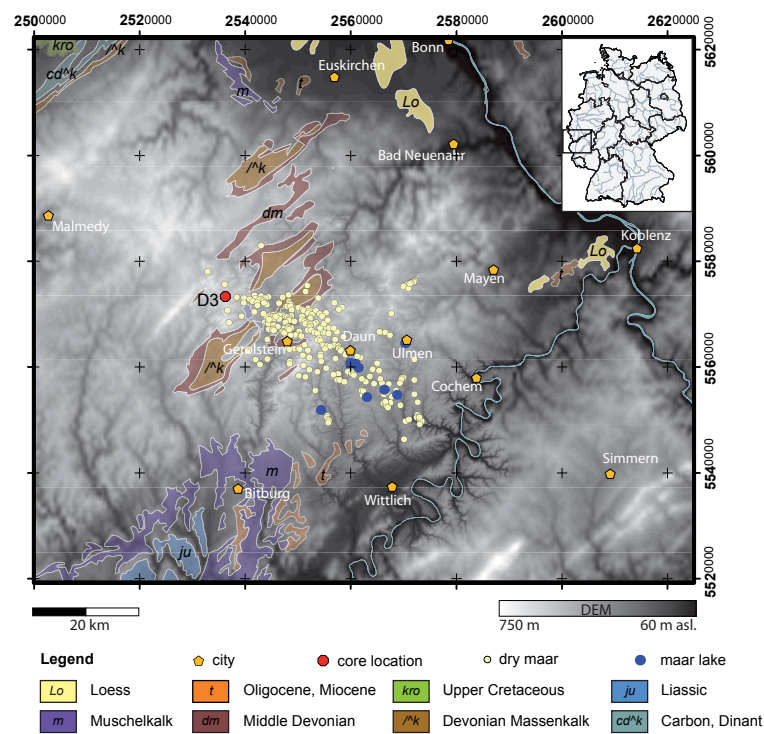 2500000 2520000 2540000 2560000 2580000 2600000 2620000
kro
/^k
Bonn
5620000
cd^k
Euskirchen
m
t
Lo
Bad Neuenahr
5600000
/^k
dm
Malmedy
Koblenz
Lo
5580000
Mayen
D3
Daun
Gerolstein
Ulmen
/^k
5560000
Cochem
m
t
Simmern
5540000
Bitburg
Wittlich
ju
5520000
20 km
DEM
750 m 60 m asl.
Legend
city
core location
dry maar
maar lake
Lo Loess
t Oligocene, Miocene
kro Upper Cretaceous
ju Liassic
m Muschelkalk
dm Middle Devonian
/^k Devonian Massenkalk
cd^k Carbon, Dinant